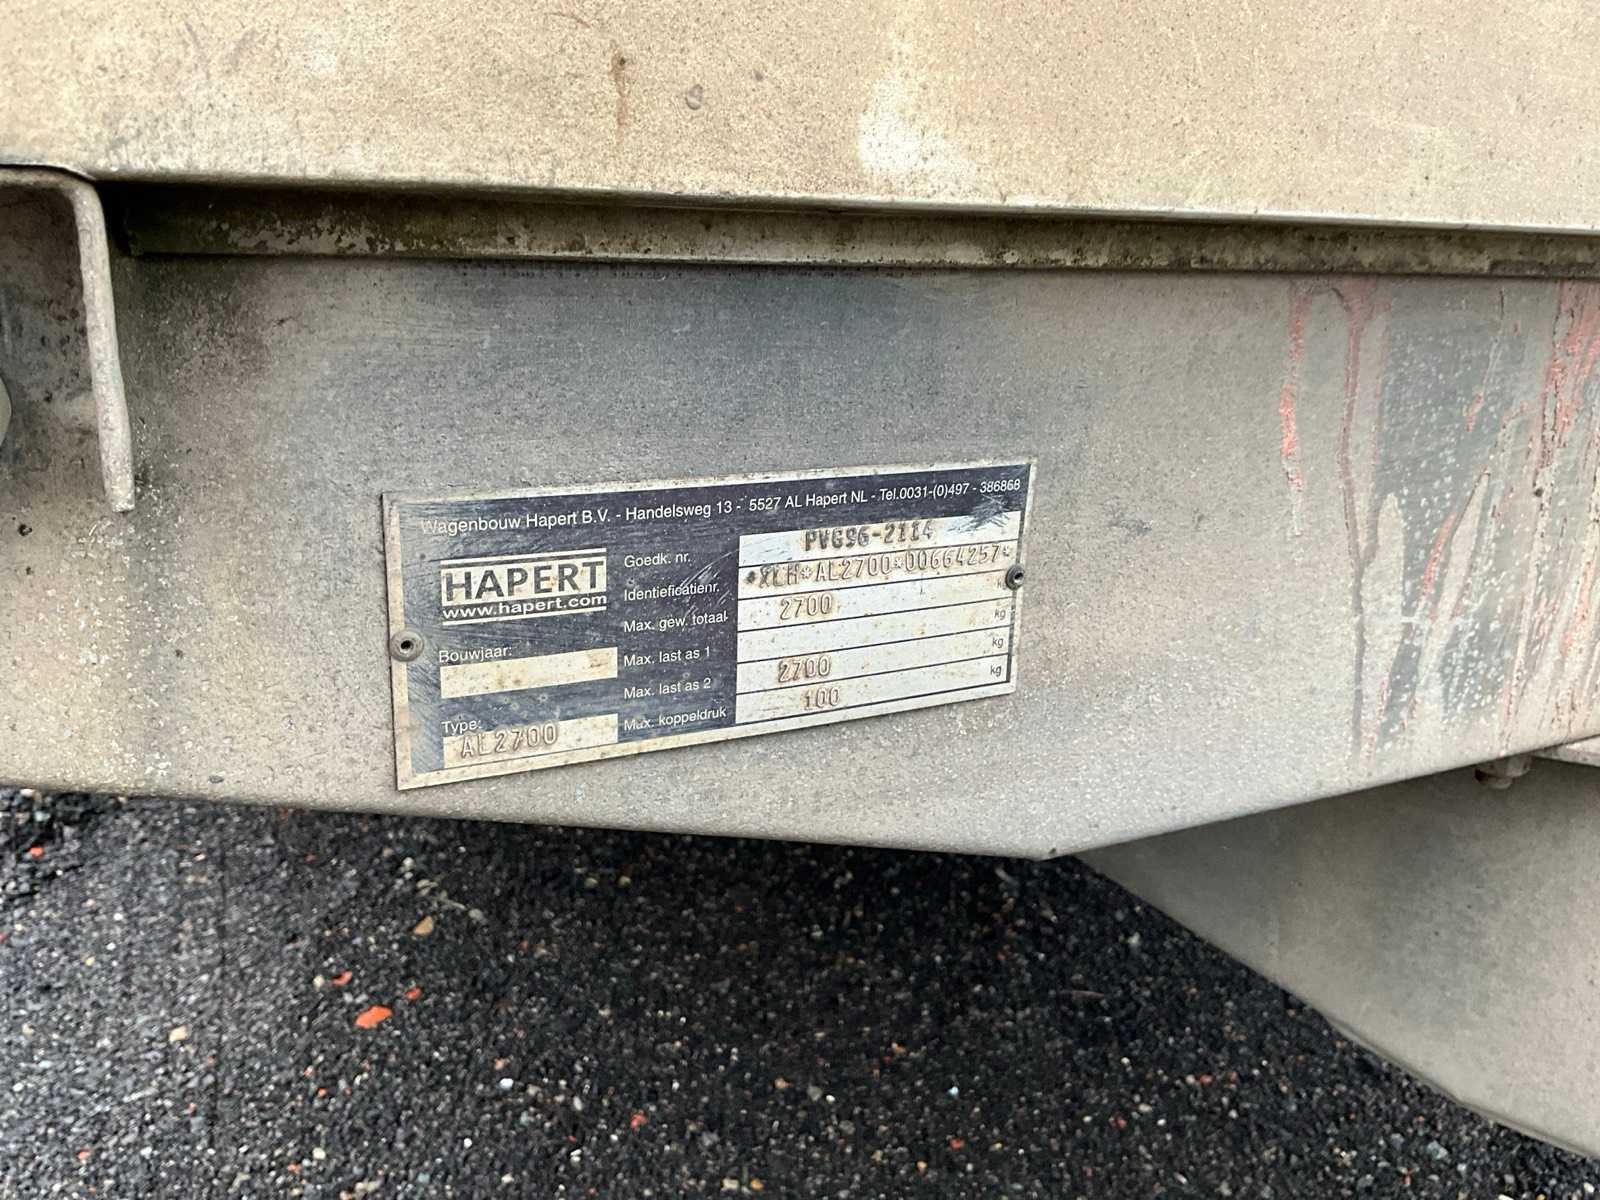 Wagenbouw Hapert B.V. - Handelsweg 13 - 5527 AL Hapert NL - Tel.0031-(0)497 - 386868
HAPERT
www.hapert.com
Bouwjaar:
Type:
AL2700
Goedk. nr. PVG96-2114
Identieficatienr. *XLH*AL2700*00664257*
Max. gew. totaal 2700 kg
Max. last as 1 kg
Max. last as 2 2700 kg
Max. koppeldruk 100 kg